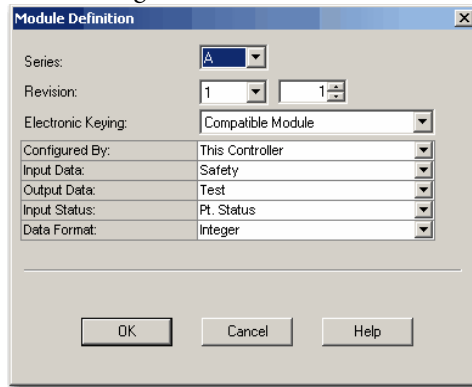 Module Definition
Series: A
Revision: 1 1
Electronic Keying: Compatible Module
Configured By: This Controller
Input Data: Safety
Output Data: Test
Input Status: Pt. Status
Data Format: Integer
OK Cancel Help